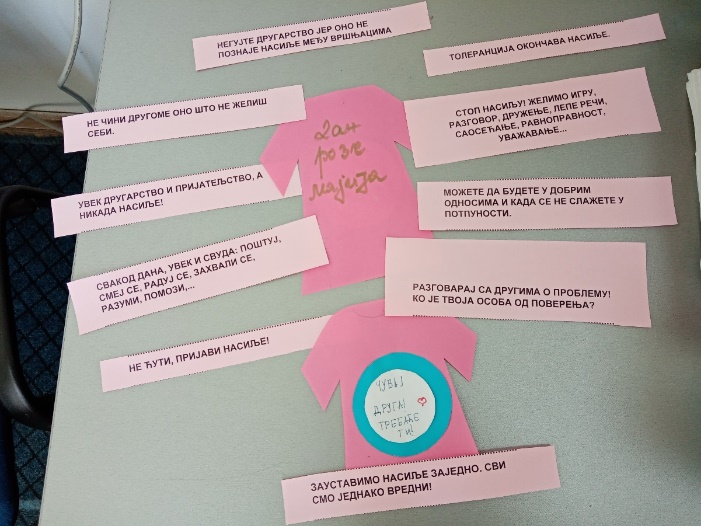 НЕГУЈТЕ ДРУГАРСТВО ЈЕР ОНО НЕ
ПОЗНАЈЕ НАСИЉЕ МЕЂУ ВРШЊАЦИМА
ТОЛЕРАНЦИЈА ОКОНЧАВА НАСИЉЕ.
НЕ ЧИНИ ДРУГОМЕ ОНО ШТО НЕ ЖЕЛИШ
СЕБИ.
СТОП НАСИЉУ! ЖЕЛИМО ИГРУ,
РАЗГОВОР, ДРУЖЕЊЕ, ЛЕПЕ РЕЧИ,
САОСЕЋАЊЕ, РАВНОПРАВНОСТ,
УВАЖАВАЊЕ...
Дан
розе
мајица
УВЕК ДРУГАРСТВО И ПРИЈАТЕЉСТВО, А
НИКАДА НАСИЉЕ!
МОЖЕТЕ ДА БУДЕТЕ У ДОБРИМ
ОДНОСИМА И КАДА СЕ НЕ СЛАЖЕТЕ У
ПОТПУНОСТИ.
СВАКОД ДАНА, УВЕК И СВУДА: ПОШТУЈ,
СМЕЈ СЕ, РАДУЈ СЕ, ЗАХВАЛИ СЕ,
РАЗУМИ, ПОМОЗИ,...
РАЗГОВАРАЈ СА ДРУГИМА О ПРОБЛЕМУ!
КО ЈЕ ТВОЈА ОСОБА ОД ПОВЕРЕЊА?
НЕ ЋУТИ, ПРИЈАВИ НАСИЉЕ!
ЧУВАЈ
ДРУГА!
ТРЕБАЋЕ
ТИ!
ЗАУСТАВИМО НАСИЉЕ ЗАЈЕДНО. СВИ
СМО ЈЕДНАКО ВРЕДНИ!